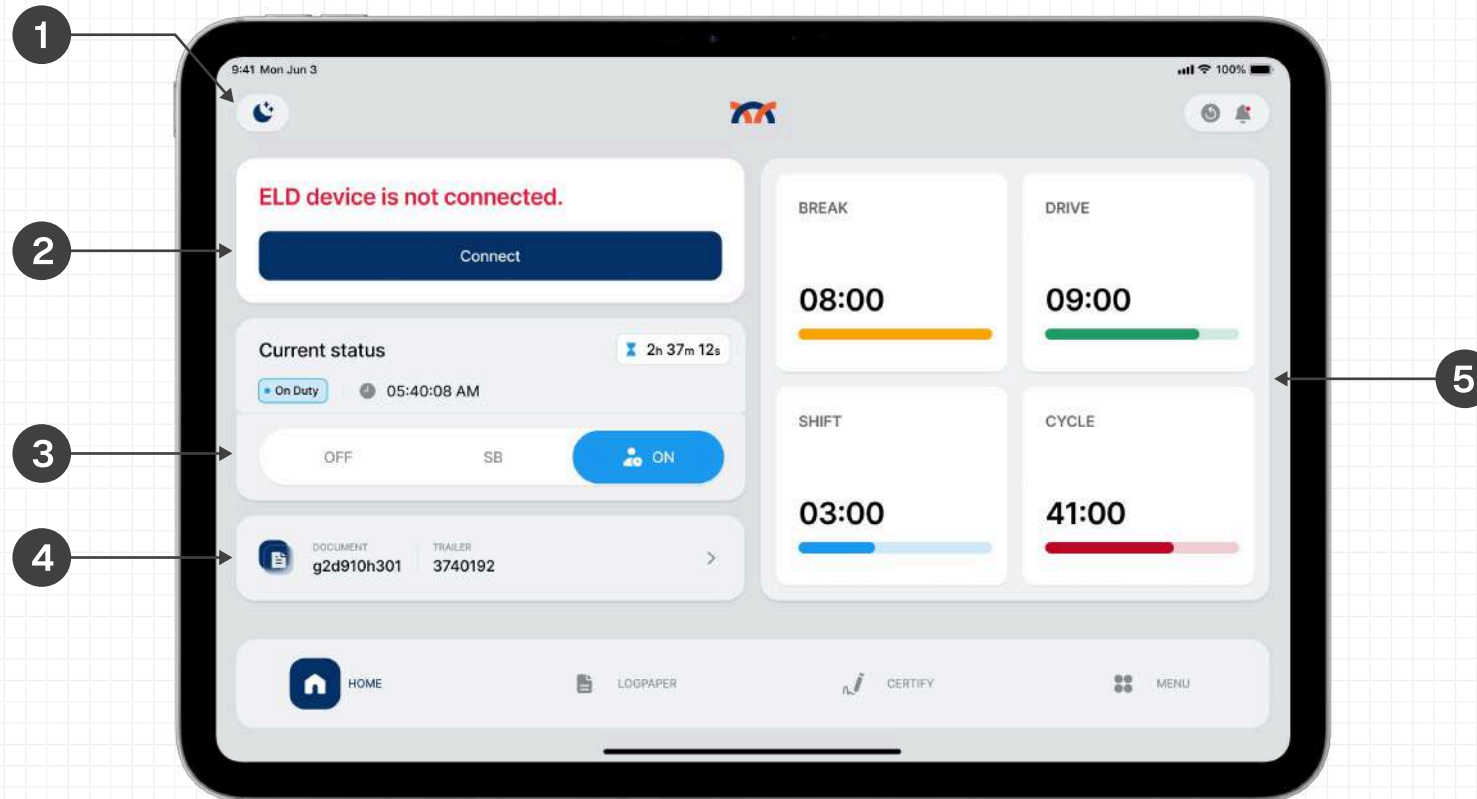 1
9:41 Mon Jun 3
100%
ELD device is not connected.
2
Connect
Current status
2h 37m 12s
On Duty
05:40:08 AM
3
OFF
SB
ON
4
DOCUMENT
g2d910h301
TRAILER
3740192
BREAK
08:00
DRIVE
09:00
5
SHIFT
03:00
CYCLE
41:00
HOME
LOGPAPER
CERTIFY
MENU